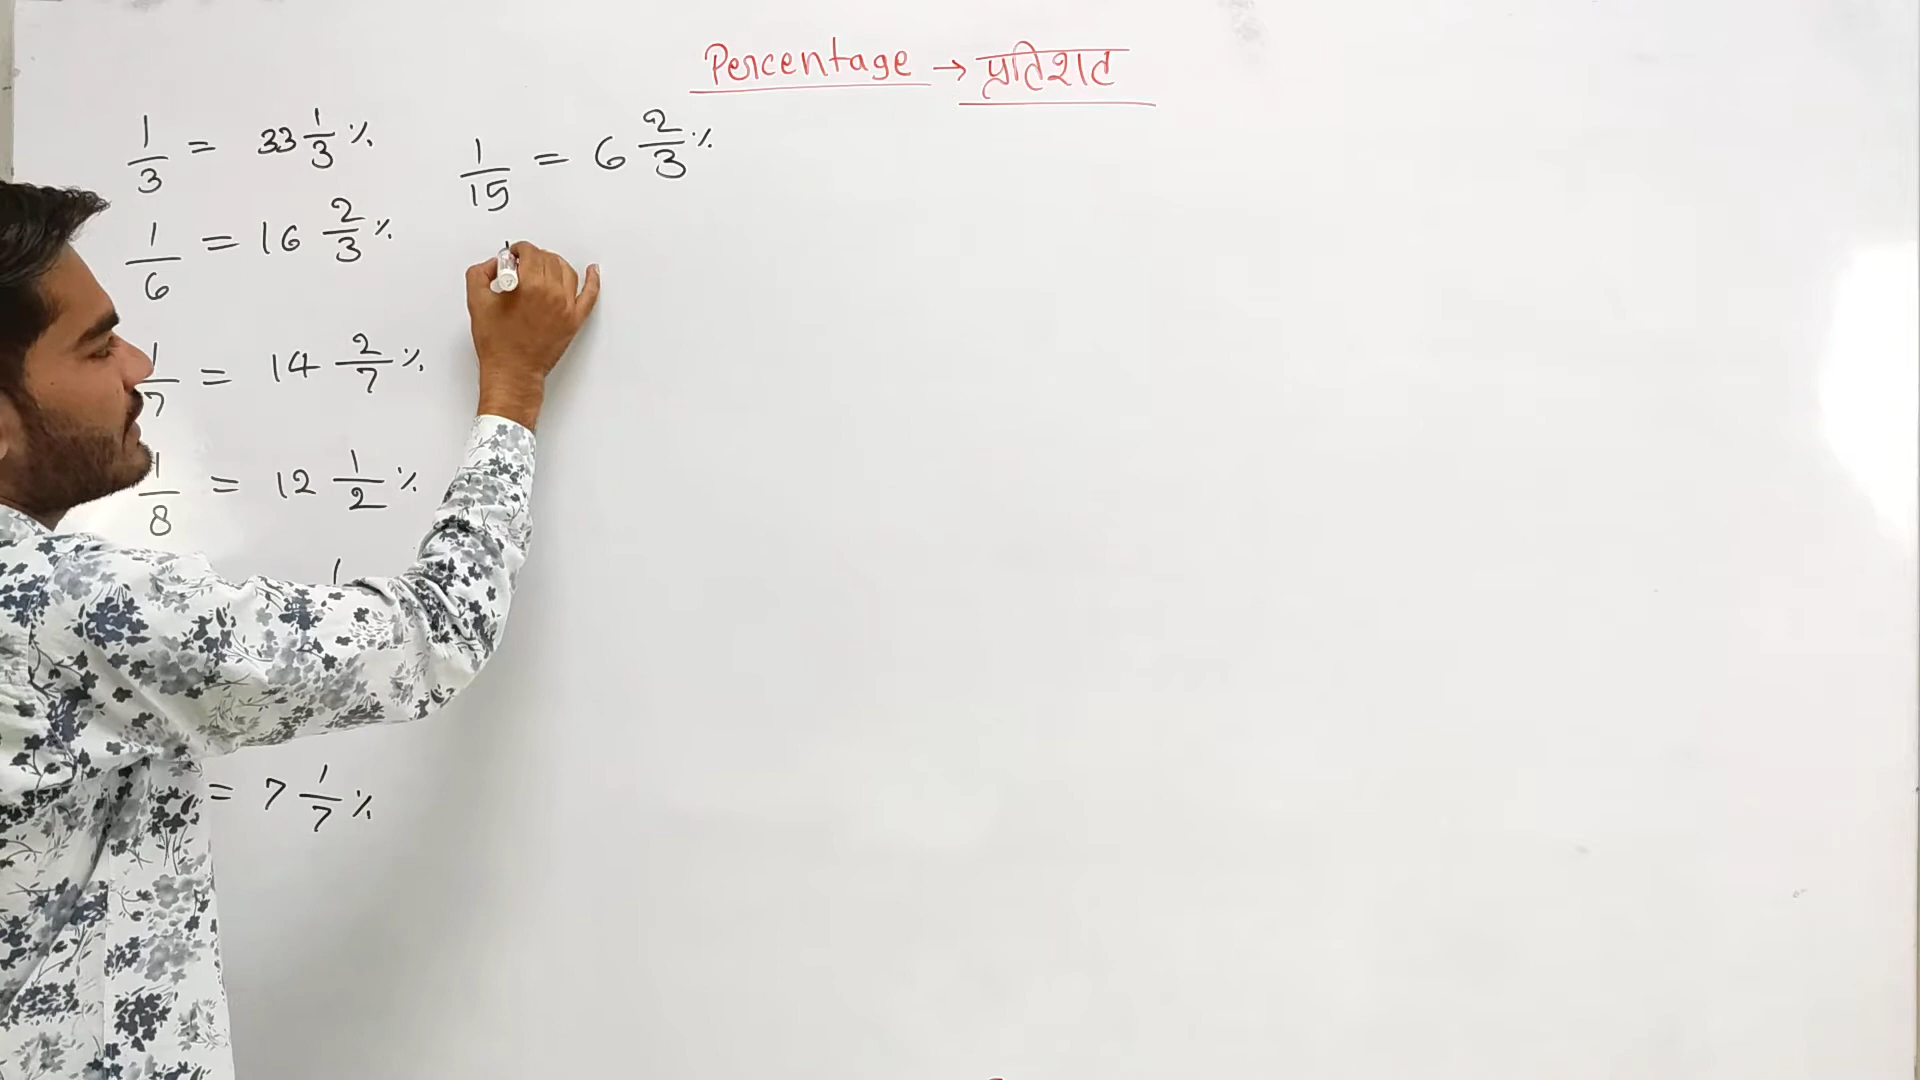 Percentage → प्रतिशत
1/3 = 33 1/3 %
1/6 = 16 2/3 %
1/7 = 14 2/7 %
1/8 = 12 1/2 %
1
= 7 1/7 %
1/15 = 6 2/3 %